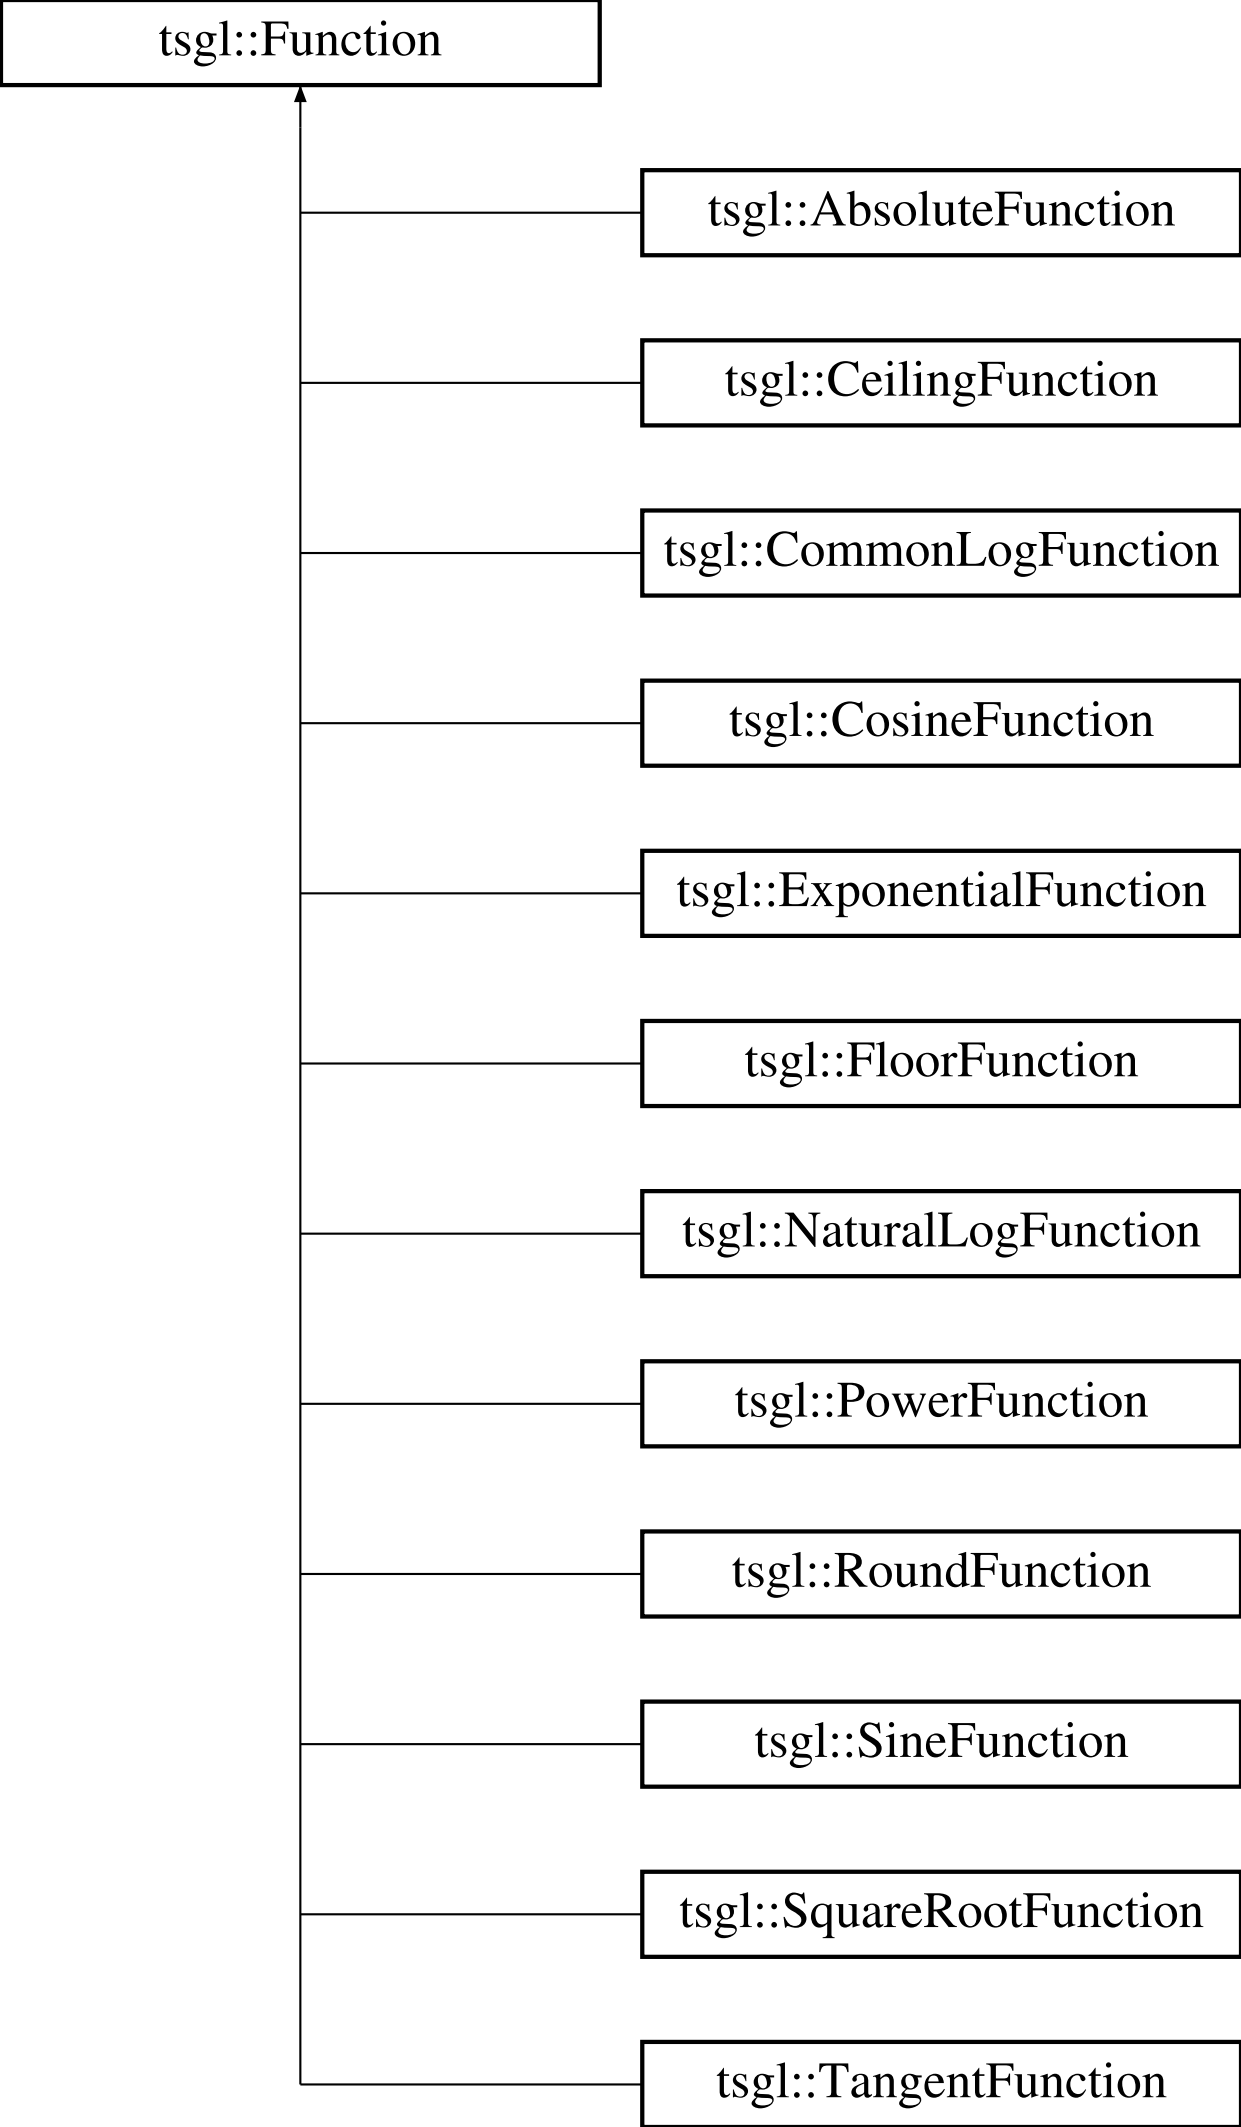 tsgl::Function
tsgl::AbsoluteFunction
tsgl::CeilingFunction
tsgl::CommonLogFunction
tsgl::CosineFunction
tsgl::ExponentialFunction
tsgl::FloorFunction
tsgl::NaturalLogFunction
tsgl::PowerFunction
tsgl::RoundFunction
tsgl::SineFunction
tsgl::SquareRootFunction
tsgl::TangentFunction